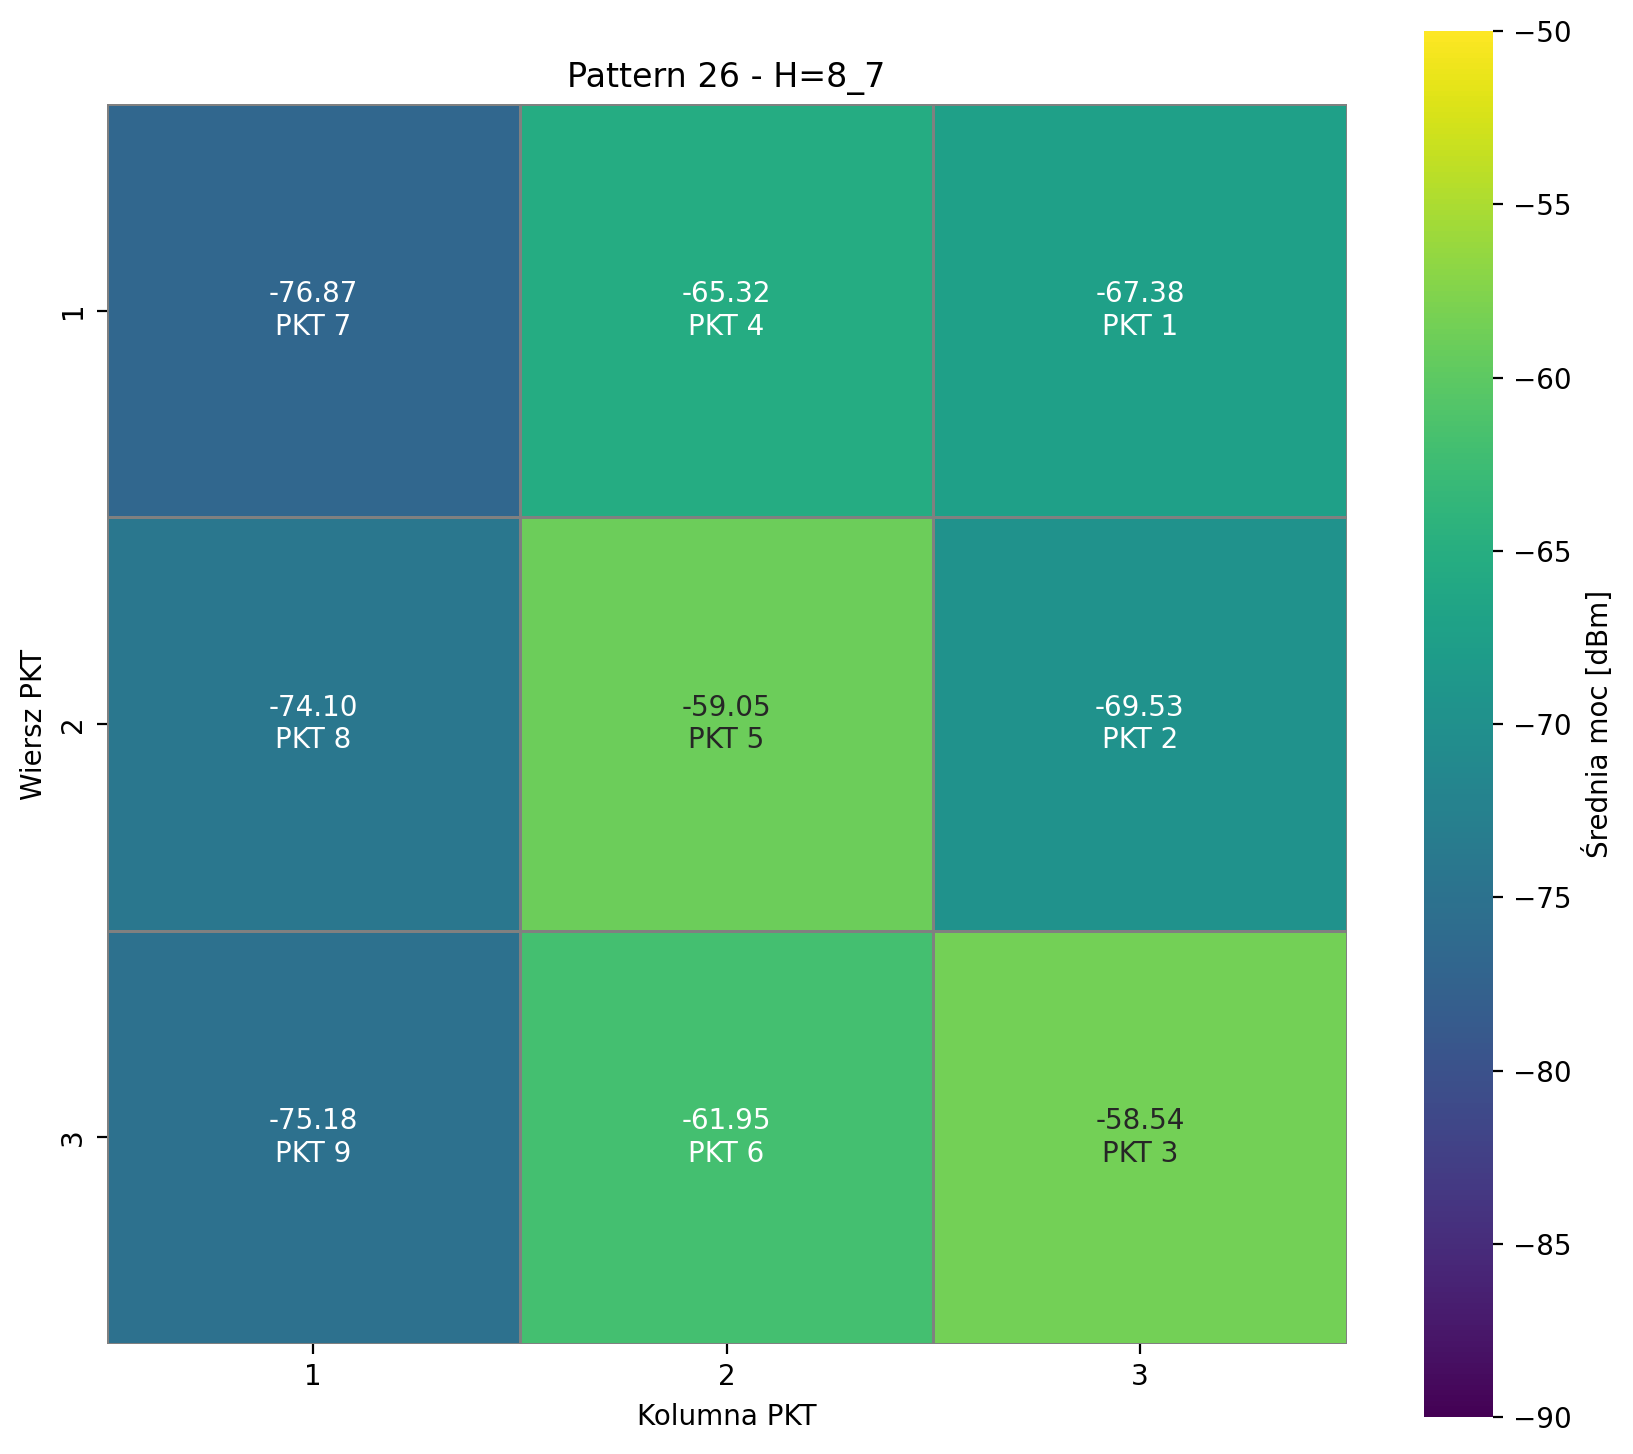 Pattern 26 - H=8_7
-76.87
PKT 7
-65.32
PKT 4
-67.38
PKT 1
-74.10
PKT 8
-59.05
PKT 5
-69.53
PKT 2
-75.18
PKT 9
-61.95
PKT 6
-58.54
PKT 3
1
2
3
Wiersz PKT
1
2
3
Kolumna PKT
−50
−55
−60
−65
−70
−75
−80
−85
−90
Średnia moc [dBm]